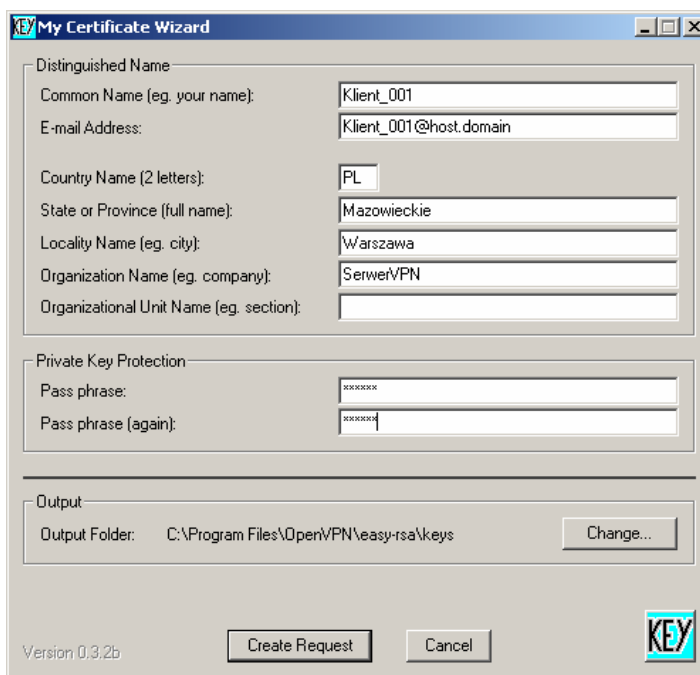 KEY My Certificate Wizard
Distinguished Name
Common Name (eg. your name): Klient_001
E-mail Address: Klient_001@host.domain
Country Name (2 letters): PL
State or Province (full name): Mazowieckie
Locality Name (eg. city): Warszawa
Organization Name (eg. company): SerwerVPN
Organizational Unit Name (eg. section):
Private Key Protection
Pass phrase: ******
Pass phrase (again): ******
Output
Output Folder: C:\Program Files\OpenVPN\easy-rsa\keys Change...
Version 0.3.2b Create Request Cancel KEY